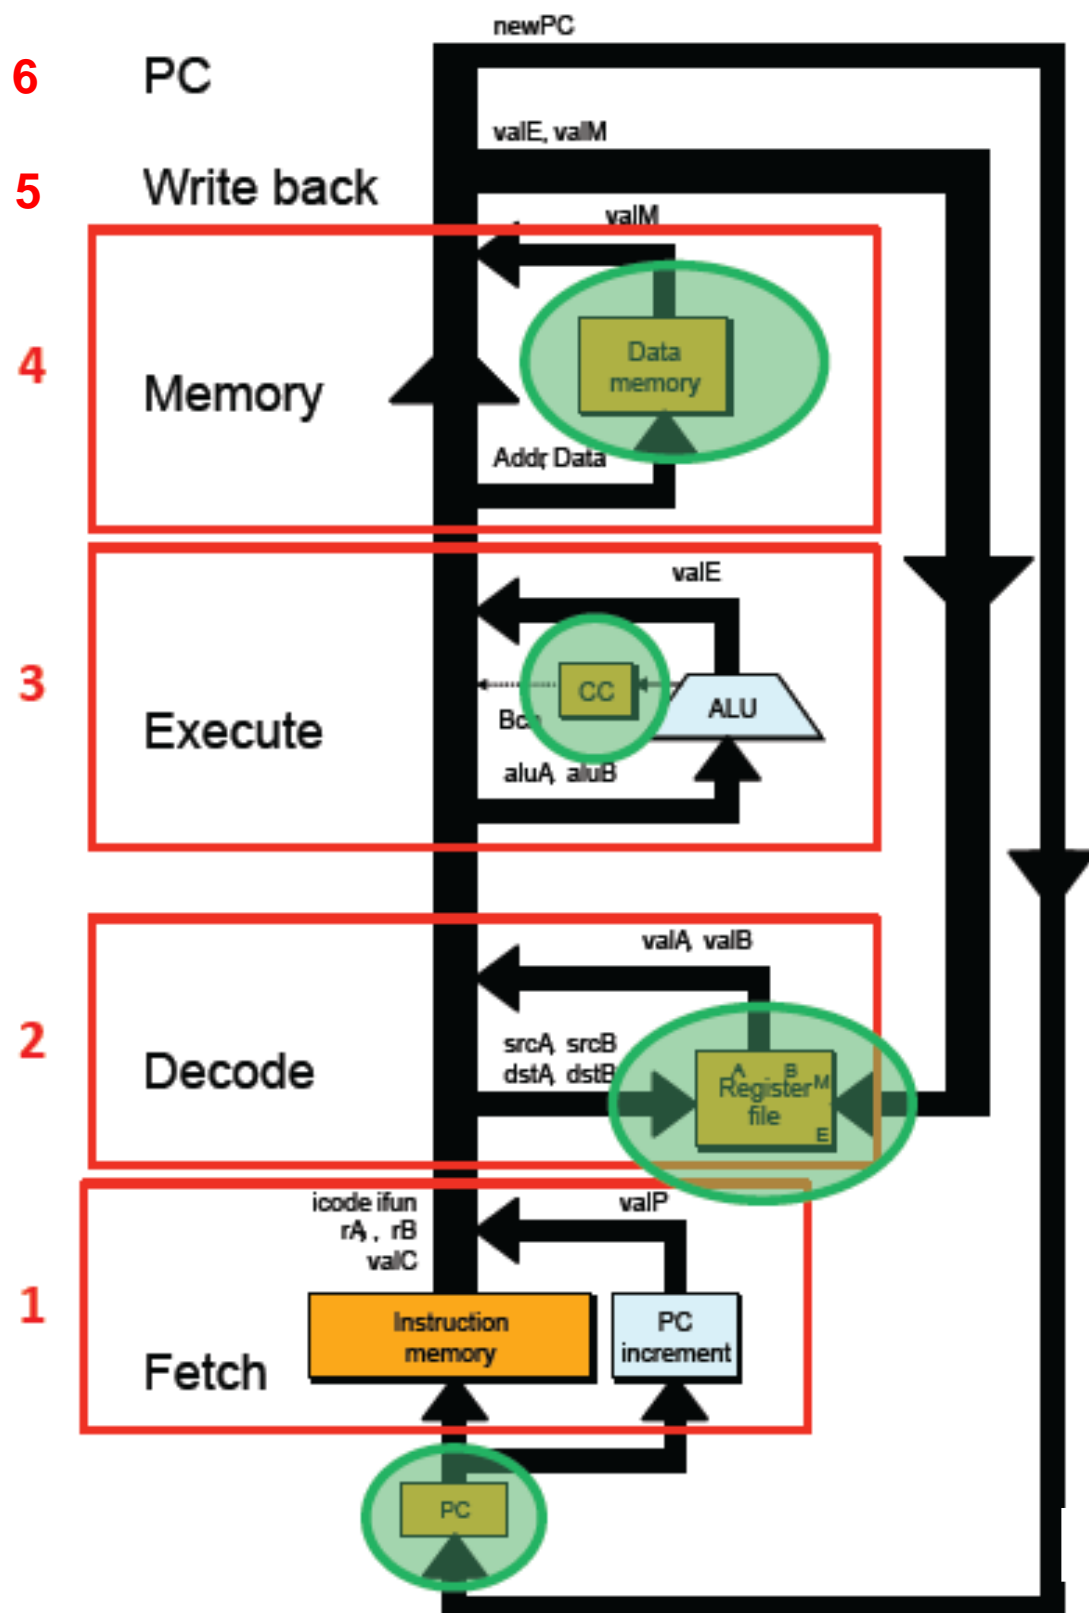 newPC
6 PC
valE, valM
5 Write back
valM
4 Memory
Data
memory
Addr, Data
valE
3 Execute
CC
ALU
aluA, aluB
valA, valB
2 Decode
srcA, srcB
dstA, dstB
A B
Register M
file
E
icode ifun
rA, , rB
valC
valP
1 Fetch
Instruction
memory
PC
increment
PC